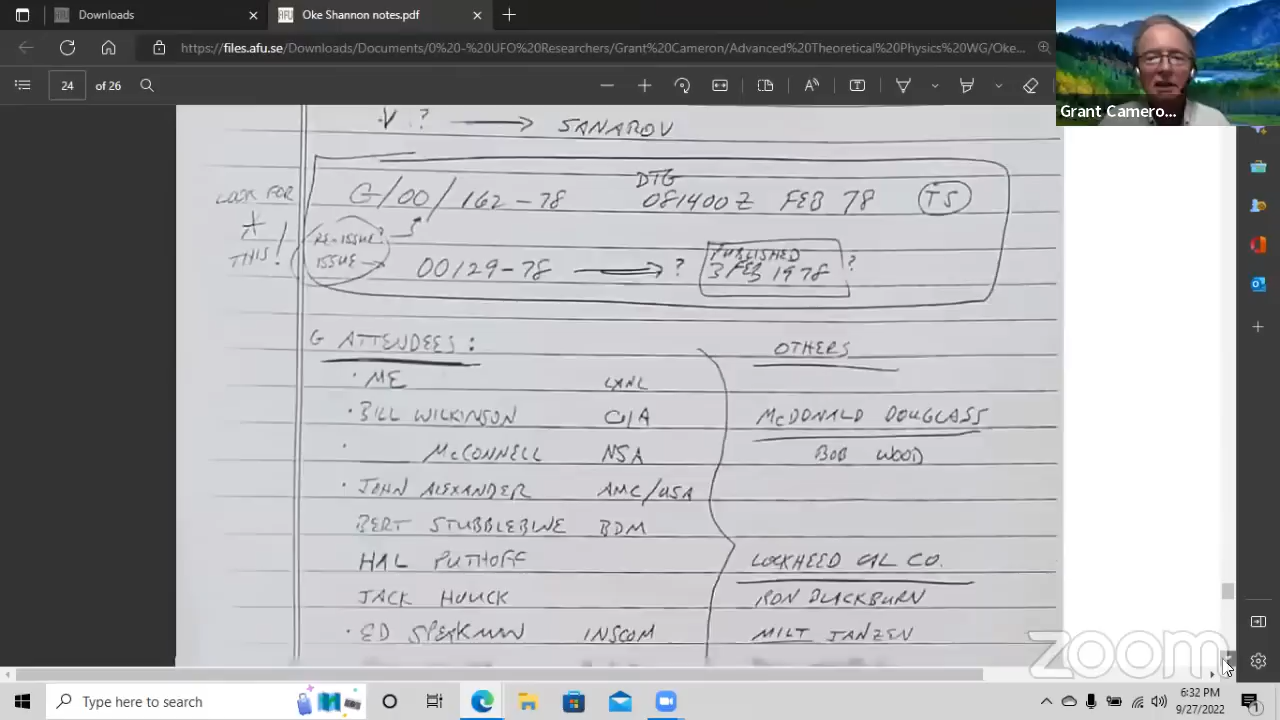 Downloads
Oke Shannon notes.pdf
https://files.afu.se/Downloads/Documents/0%20-%20UFO%20Researchers/Grant%20Cameron/Advanced%20Theoretical%20Physics%20WG/Oke...
24 of 26
Grant Camero...
V ? → SANAROV
DTG
G/00/162-78 081400Z FEB 78 TS
LOOK FOR
THIS!
RE-ISSUE?
ISSUE → 00129-78 → ? PUBLISHED 3 FEB 1978 ?
G ATTENDEES: OTHERS
· ME LANL
· BILL WILKINSON CIA McDONALD DOUGLASS
· ___ McCONNELL NSA BOB WOOD
· JOHN ALEXANDER AMC/USA
BERT STUBBLEBINE BDM
HAL PUTHOFF LOCKHEED CAL CO.
JACK HOUCK RON BLACKBURN
· ED SPEAKMAN INSCOM MILT JANZEN
zoom
Type here to search
6:32 PM
9/27/2022